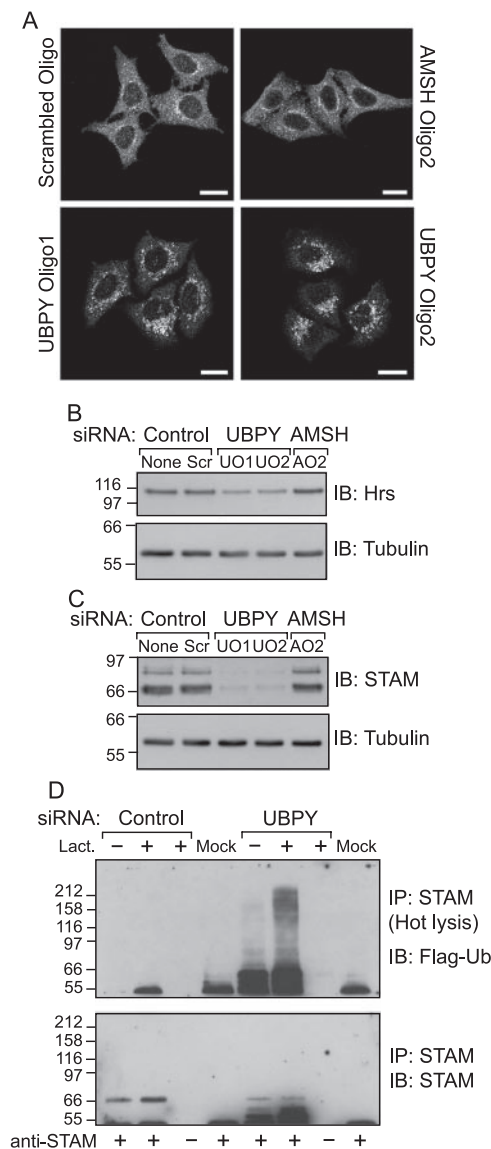 A
Scrambled Oligo
AMSH Oligo2
UBPY Oligo1
UBPY Oligo2
B
siRNA: Control UBPY AMSH
None Scr UO1 UO2 AO2
116
97
IB: Hrs
66
55
IB: Tubulin
C
siRNA: Control UBPY AMSH
None Scr UO1 UO2 AO2
97
66
IB: STAM
66
55
IB: Tubulin
D
siRNA: Control UBPY
Lact. – + + Mock – + + Mock
212
158
116
97
66
55
IP: STAM
(Hot lysis)
IB: Flag-Ub
212
158
116
97
66
55
IP: STAM
IB: STAM
anti-STAM + + – + + + – +